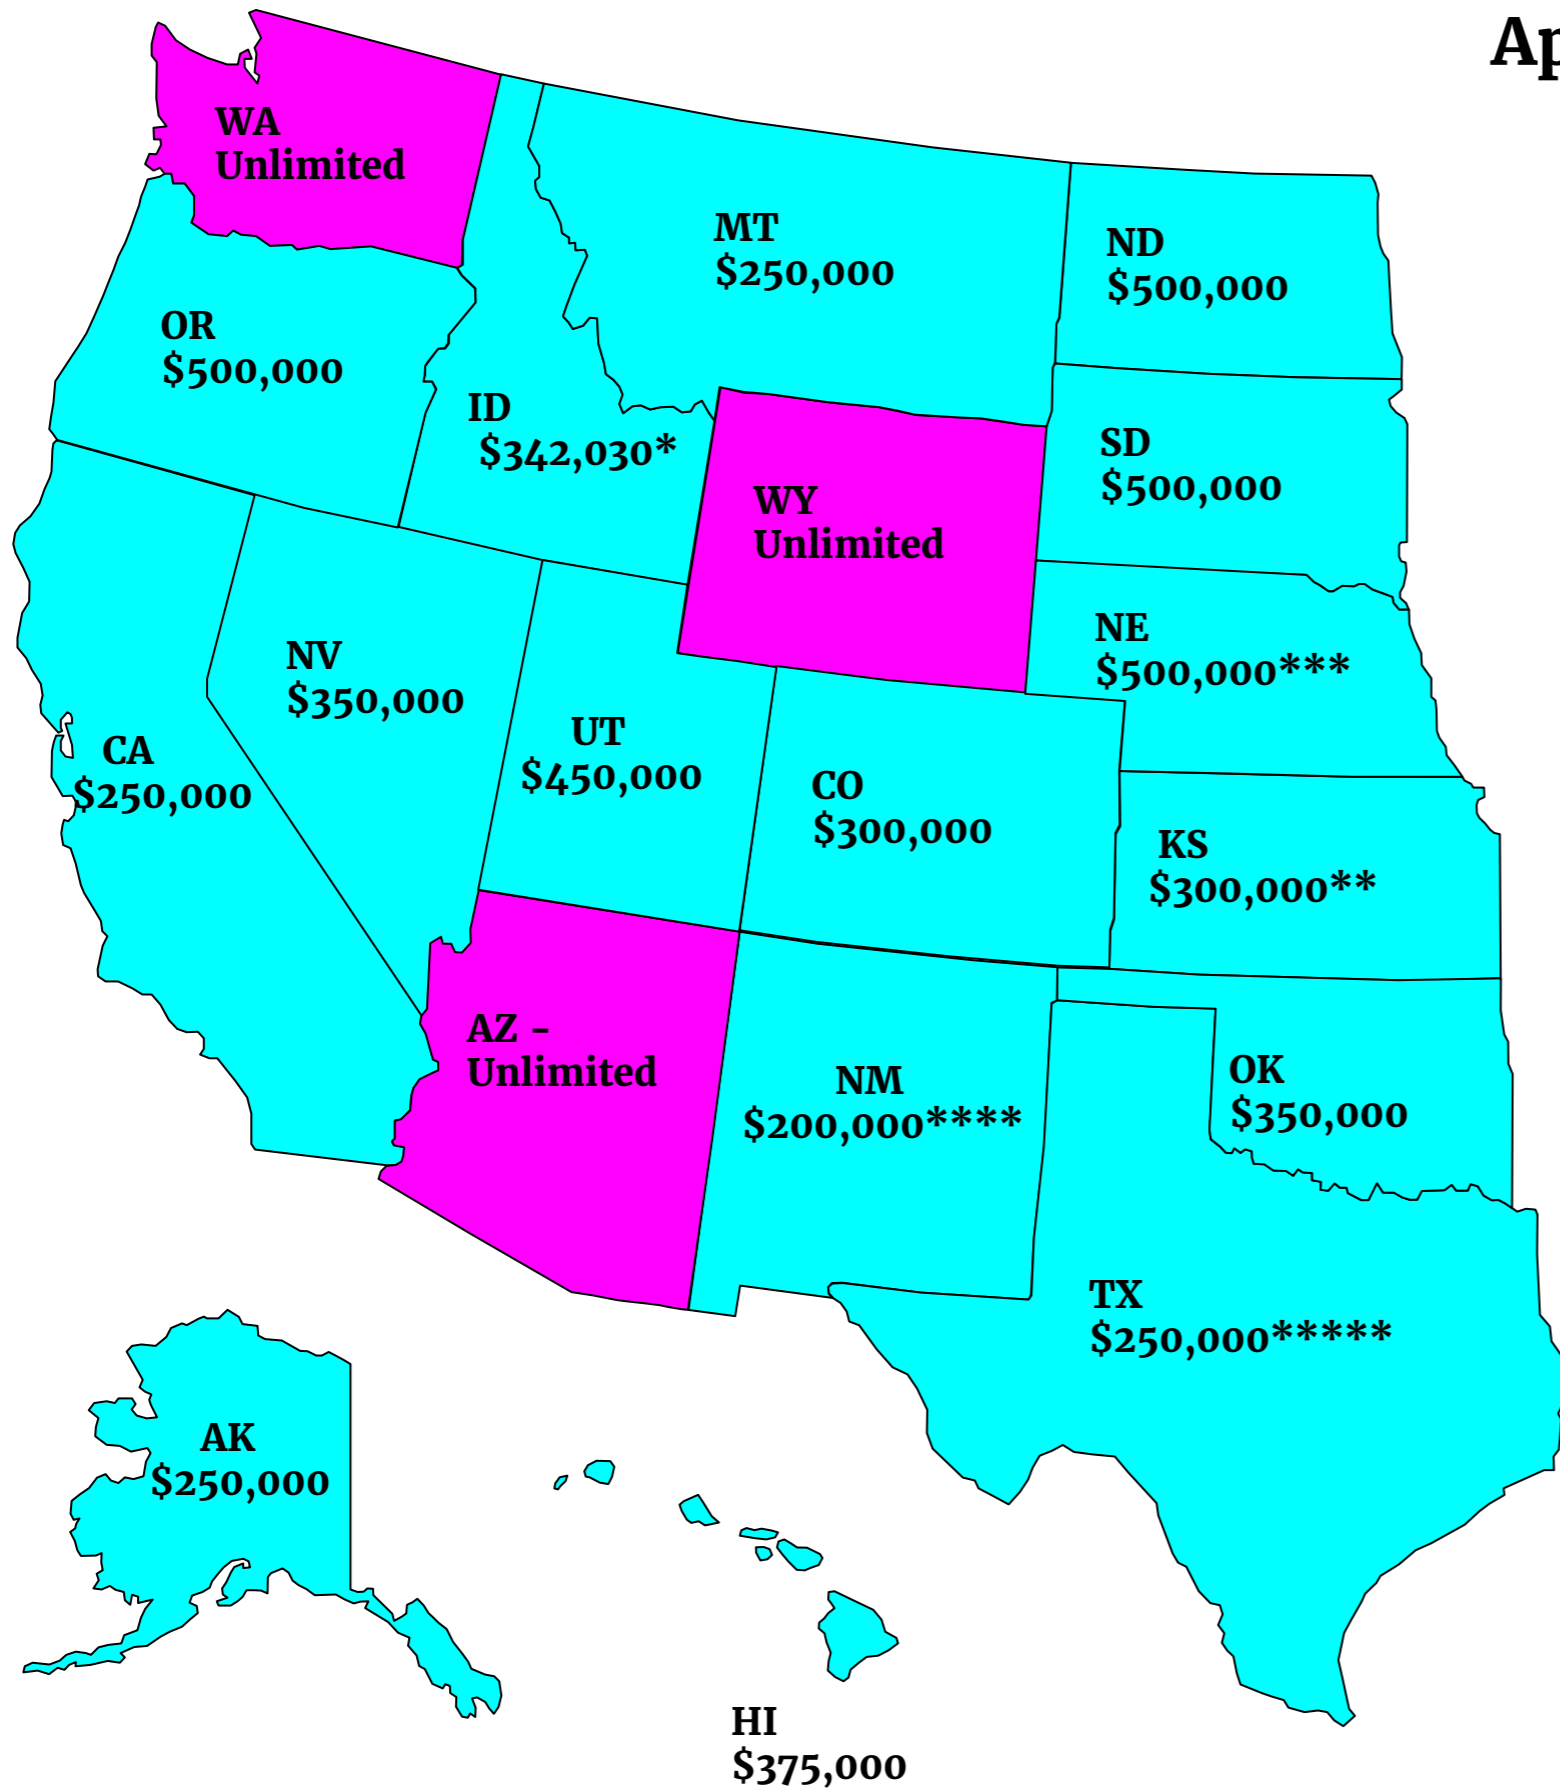 Ap
WA
Unlimited
MT
$250,000
ND
$500,000
OR
$500,000
ID
$342,030*
SD
$500,000
WY
Unlimited
NE
$500,000***
NV
$350,000
UT
$450,000
CA
$250,000
CO
$300,000
KS
$300,000**
AZ -
Unlimited
NM
$200,000****
OK
$350,000
TX
$250,000*****
AK
$250,000
HI
$375,000